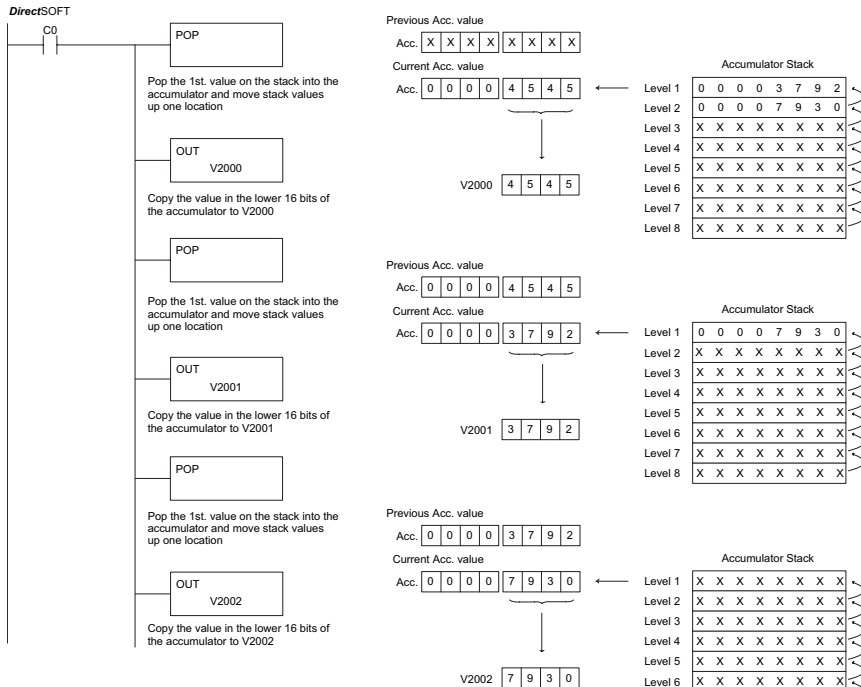 DirectSOFT
C0
POP
Pop the 1st. value on the stack into the
accumulator and move stack values
up one location
OUT
V2000
Copy the value in the lower 16 bits of
the accumulator to V2000
POP
Pop the 1st. value on the stack into the
accumulator and move stack values
up one location
OUT
V2001
Copy the value in the lower 16 bits of
the accumulator to V2001
POP
Pop the 1st. value on the stack into the
accumulator and move stack values
up one location
OUT
V2002
Copy the value in the lower 16 bits of
the accumulator to V2002
Previous Acc. value
Acc. X X X X X X X X
Current Acc. value
Acc. 0 0 0 0 4 5 4 5
V2000 4 5 4 5
Accumulator Stack
Level 1 0 0 0 0 3 7 9 2
Level 2 0 0 0 0 7 9 3 0
Level 3 X X X X X X X X
Level 4 X X X X X X X X
Level 5 X X X X X X X X
Level 6 X X X X X X X X
Level 7 X X X X X X X X
Level 8 X X X X X X X X
Previous Acc. value
Acc. 0 0 0 0 4 5 4 5
Current Acc. value
Acc. 0 0 0 0 3 7 9 2
V2001 3 7 9 2
Accumulator Stack
Level 1 0 0 0 0 7 9 3 0
Level 2 X X X X X X X X
Level 3 X X X X X X X X
Level 4 X X X X X X X X
Level 5 X X X X X X X X
Level 6 X X X X X X X X
Level 7 X X X X X X X X
Level 8 X X X X X X X X
Previous Acc. value
Acc. 0 0 0 0 3 7 9 2
Current Acc. value
Acc. 0 0 0 0 7 9 3 0
V2002 7 9 3 0
Accumulator Stack
Level 1 X X X X X X X X
Level 2 X X X X X X X X
Level 3 X X X X X X X X
Level 4 X X X X X X X X
Level 5 X X X X X X X X
Level 6 X X X X X X X X